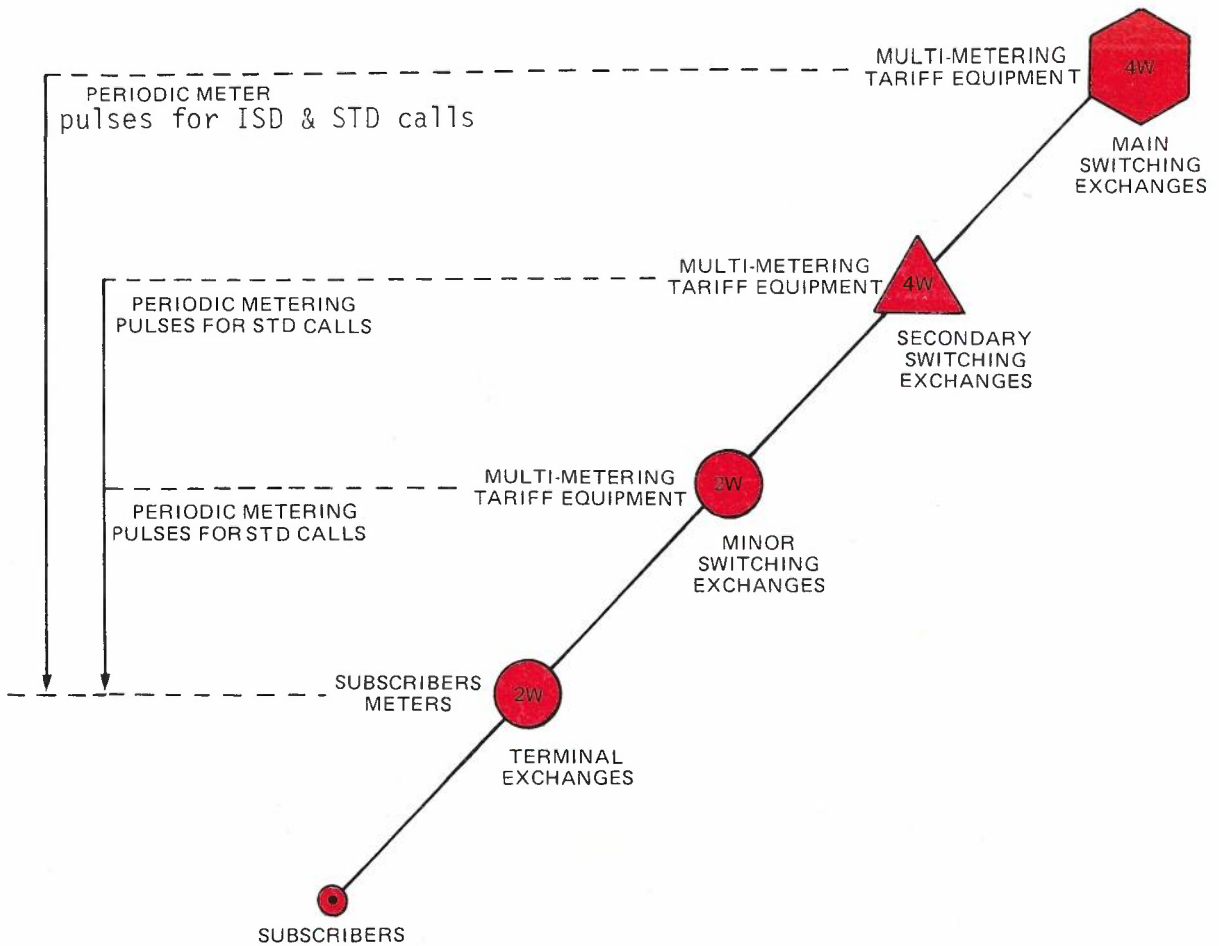 MULTI-METERING
TARIFF EQUIPMENT
4W
MAIN
SWITCHING
EXCHANGES
PERIODIC METER
pulses for ISD & STD calls
MULTI-METERING
TARIFF EQUIPMENT
4W
SECONDARY
SWITCHING
EXCHANGES
PERIODIC METERING
PULSES FOR STD CALLS
MULTI-METERING
TARIFF EQUIPMENT
2W
MINOR
SWITCHING
EXCHANGES
PERIODIC METERING
PULSES FOR STD CALLS
SUBSCRIBERS
METERS
2W
TERMINAL
EXCHANGES
SUBSCRIBERS